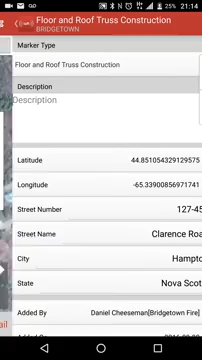 21:14
Floor and Roof Truss Construction
BRIDGETOWN
Marker Type
Floor and Roof Truss Construction
Description
Description
Latitude 44.851054329129575
Longitude -65.33900856971741
Street Number 127-45
Street Name Clarence Roa
City Hampto
State Nova Scot
ail
Added By Daniel Cheeseman[Bridgetown Fire]